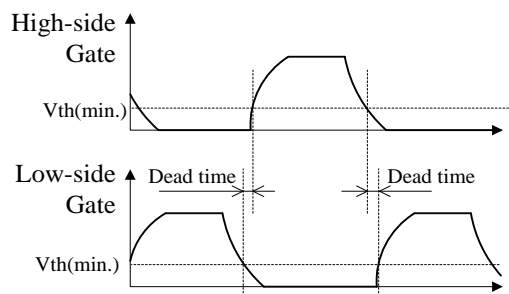 High-side
Gate
Vth(min.)
Low-side
Gate
Dead time
Dead time
Vth(min.)